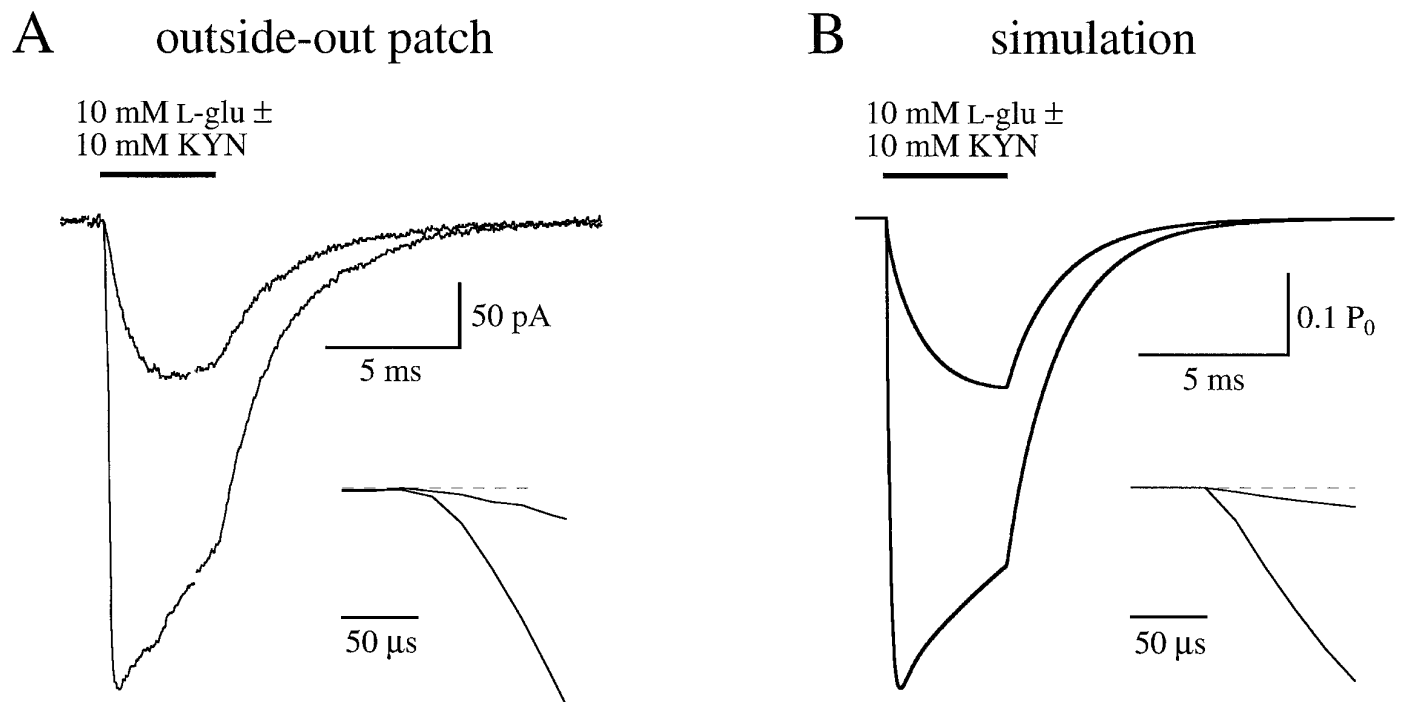 A outside-out patch
10 mM L-glu ±
10 mM KYN
50 pA
5 ms
50 µs
B simulation
10 mM L-glu ±
10 mM KYN
0.1 P0
5 ms
50 µs